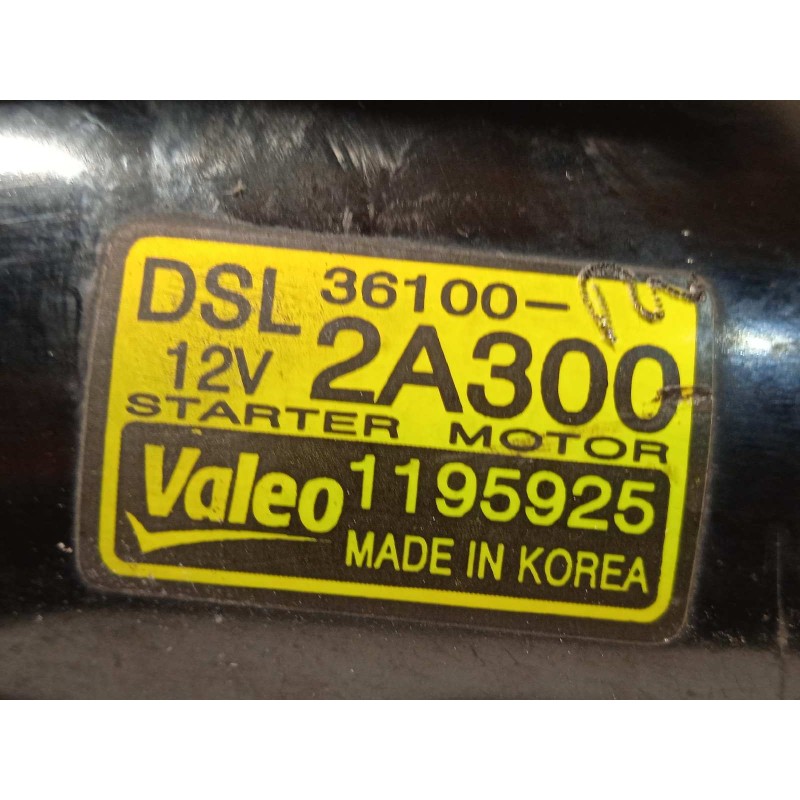 DSL 36100-
12V 2A300
STARTER MOTOR
Valeo 1195925
MADE IN KOREA